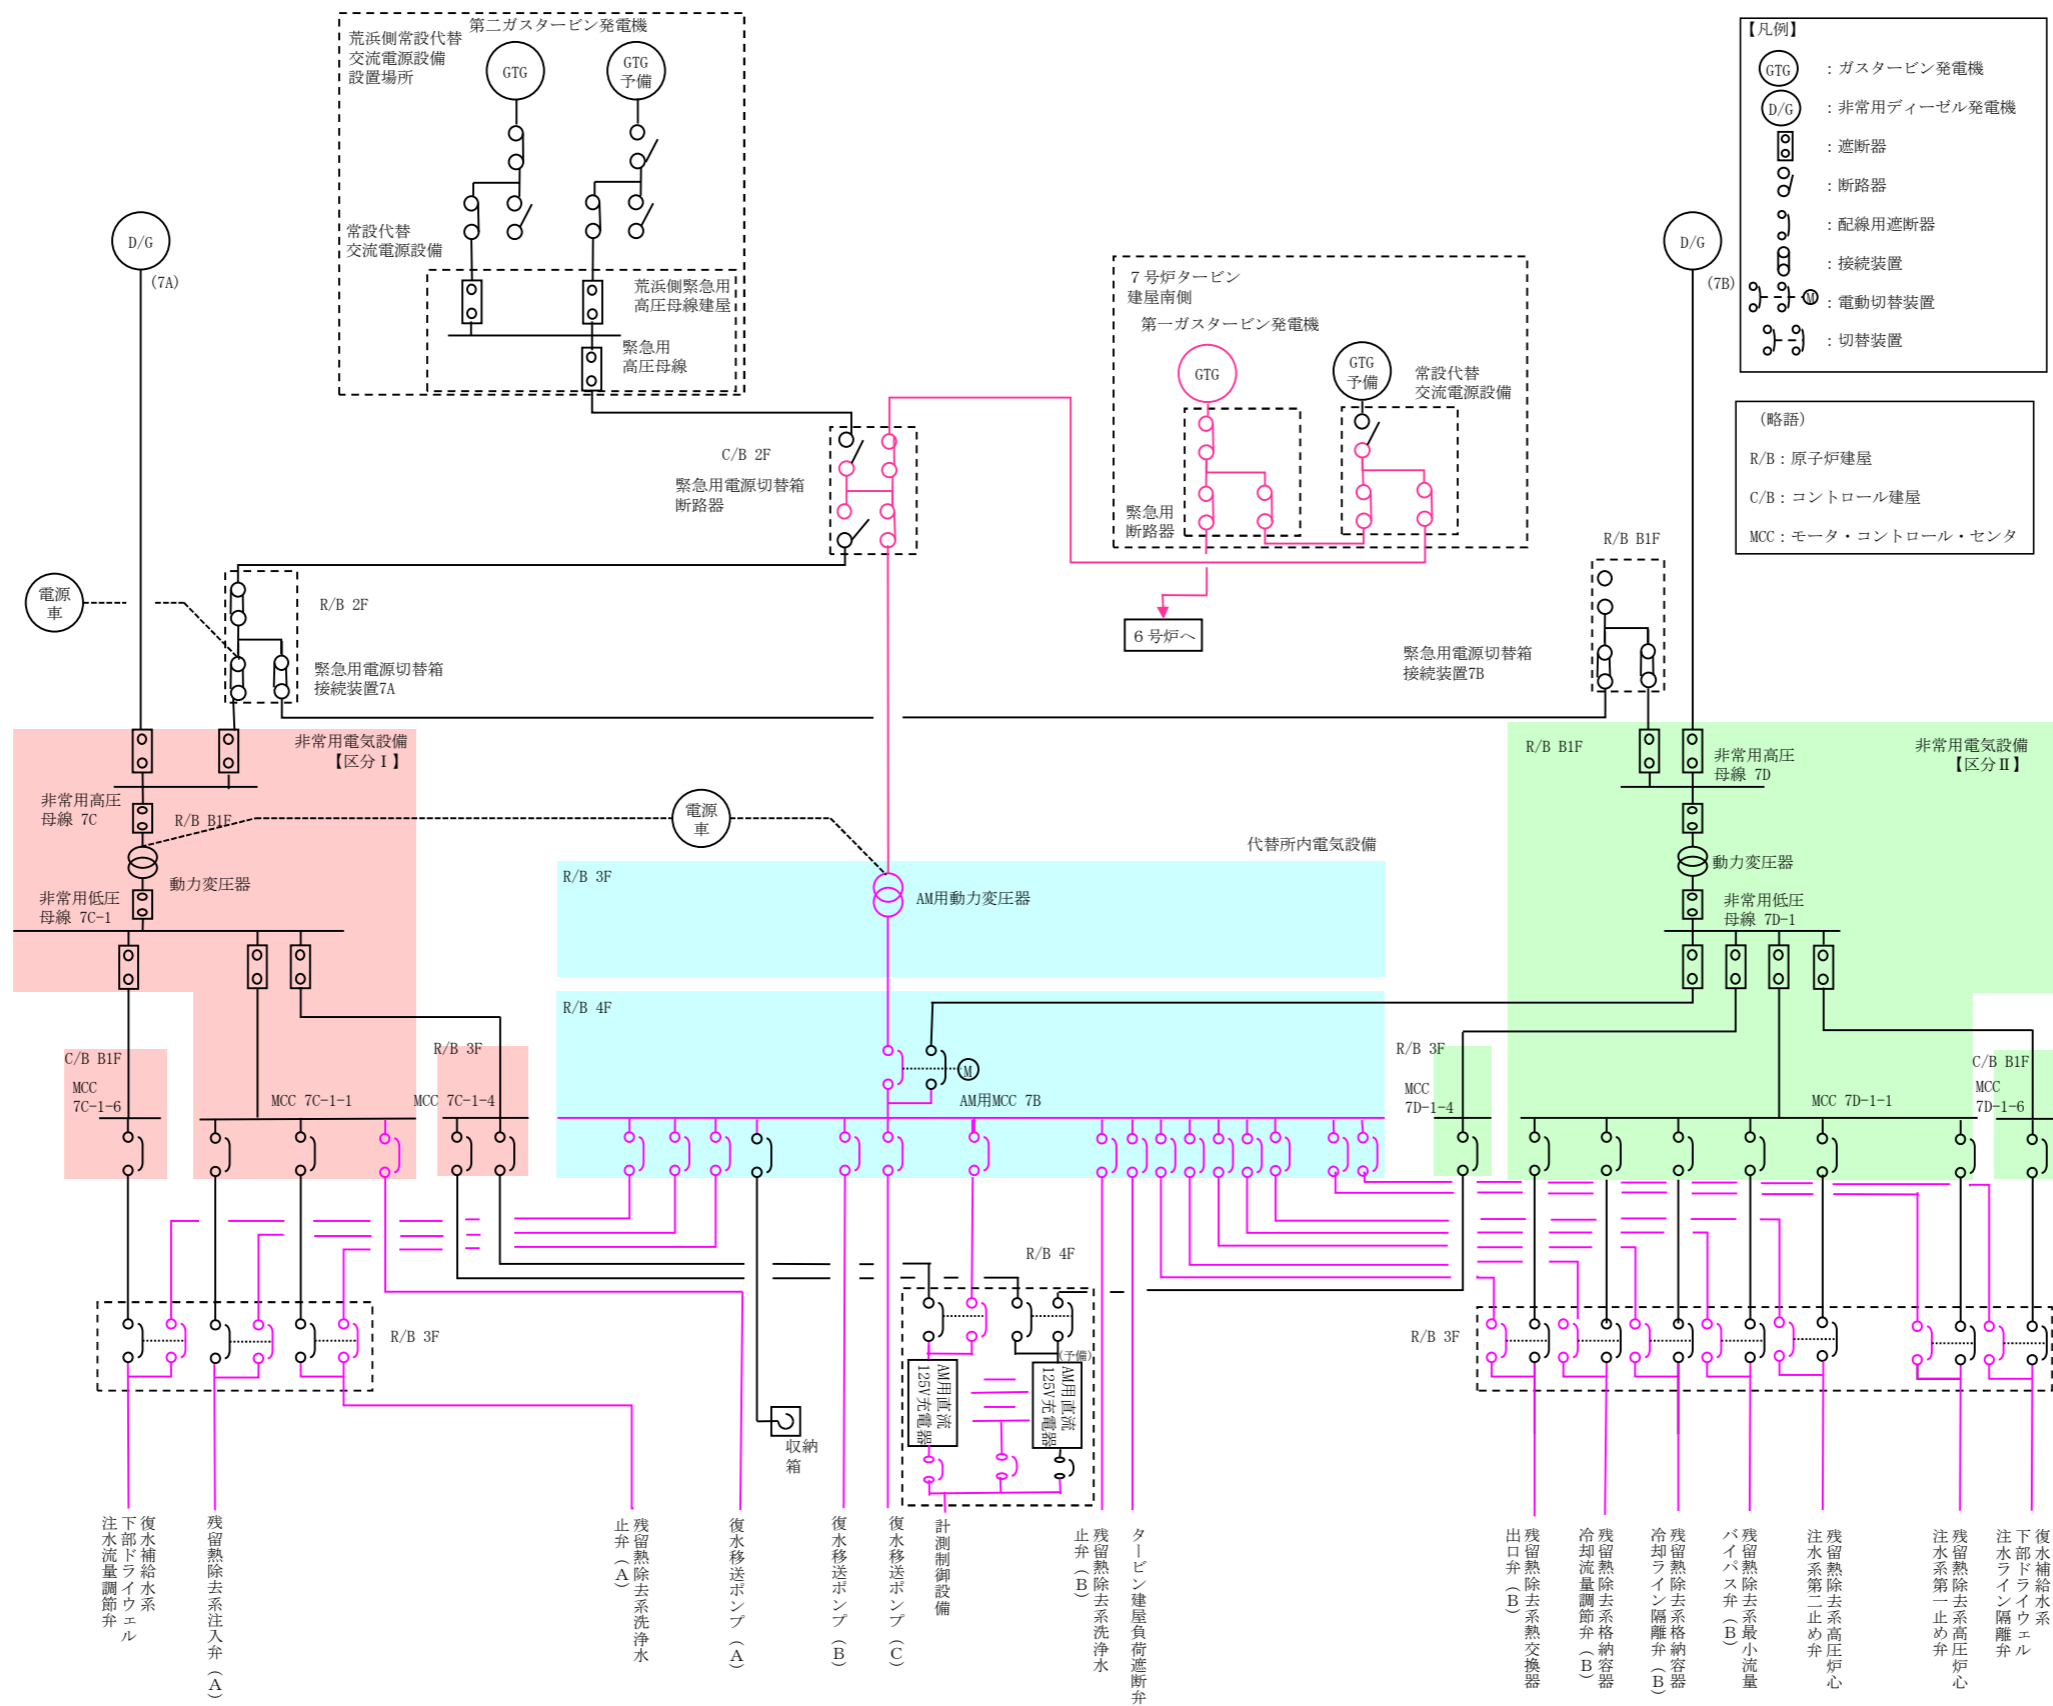 第二ガスタービン発電機
荒浜側常設代替
交流電源設備
設置場所
GTG
GTG
予備
常設代替
交流電源設備
荒浜側緊急用
高圧母線建屋
緊急用
高圧母線
D/G
(7A)
7号炉タービン
建屋南側
第一ガスタービン発電機
GTG
GTG
予備
常設代替
交流電源設備
緊急用
断路器
6号炉へ
D/G
(7B)
【凡例】
GTG
：ガスタービン発電機
D/G
：非常用ディーゼル発電機
：遮断器
：断路器
：配線用遮断器
：接続装置
M
：電動切替装置
：切替装置
（略語）
R/B：原子炉建屋
C/B：コントロール建屋
MCC：モータ・コントロール・センタ
C/B 2F
緊急用電源切替箱
断路器
電源
車
R/B 2F
緊急用電源切替箱
接続装置7A
R/B B1F
緊急用電源切替箱
接続装置7B
非常用電気設備
【区分Ⅰ】
非常用高圧
母線 7C
R/B B1F
動力変圧器
非常用低圧
母線 7C-1
電源
車
代替所内電気設備
R/B 3F
AM用動力変圧器
R/B 4F
M
AM用MCC 7B
R/B B1F
非常用高圧
母線 7D
非常用電気設備
【区分Ⅱ】
動力変圧器
非常用低圧
母線 7D-1
C/B B1F
MCC
7C-1-6
MCC 7C-1-1
R/B 3F
MCC 7C-1-4
R/B 3F
MCC
7D-1-4
MCC 7D-1-1
C/B B1F
MCC
7D-1-6
R/B 3F
R/B 4F
(予備)
AM用直流
125V充電器
AM用直流
125V充電器
収納
箱
R/B 3F
復水補給水系
下部ドライウェル
注水流量調節弁
残留熱除去系注入弁（A）
残留熱除去系洗浄水
止弁（A）
復水移送ポンプ（A）
復水移送ポンプ（B）
復水移送ポンプ（C）
計測制御設備
残留熱除去系洗浄水
止弁（B）
タービン建屋負荷遮断弁
残留熱除去系熱交換器
出口弁（B）
残留熱除去系格納容器
冷却流量調節弁（B）
残留熱除去系格納容器
冷却ライン隔離弁（B）
残留熱除去系最小流量
バイパス弁（B）
残留熱除去系高圧炉心
注水系第二止め弁
残留熱除去系高圧炉心
注水系第一止め弁
復水補給水系
下部ドライウェル
注水ライン隔離弁